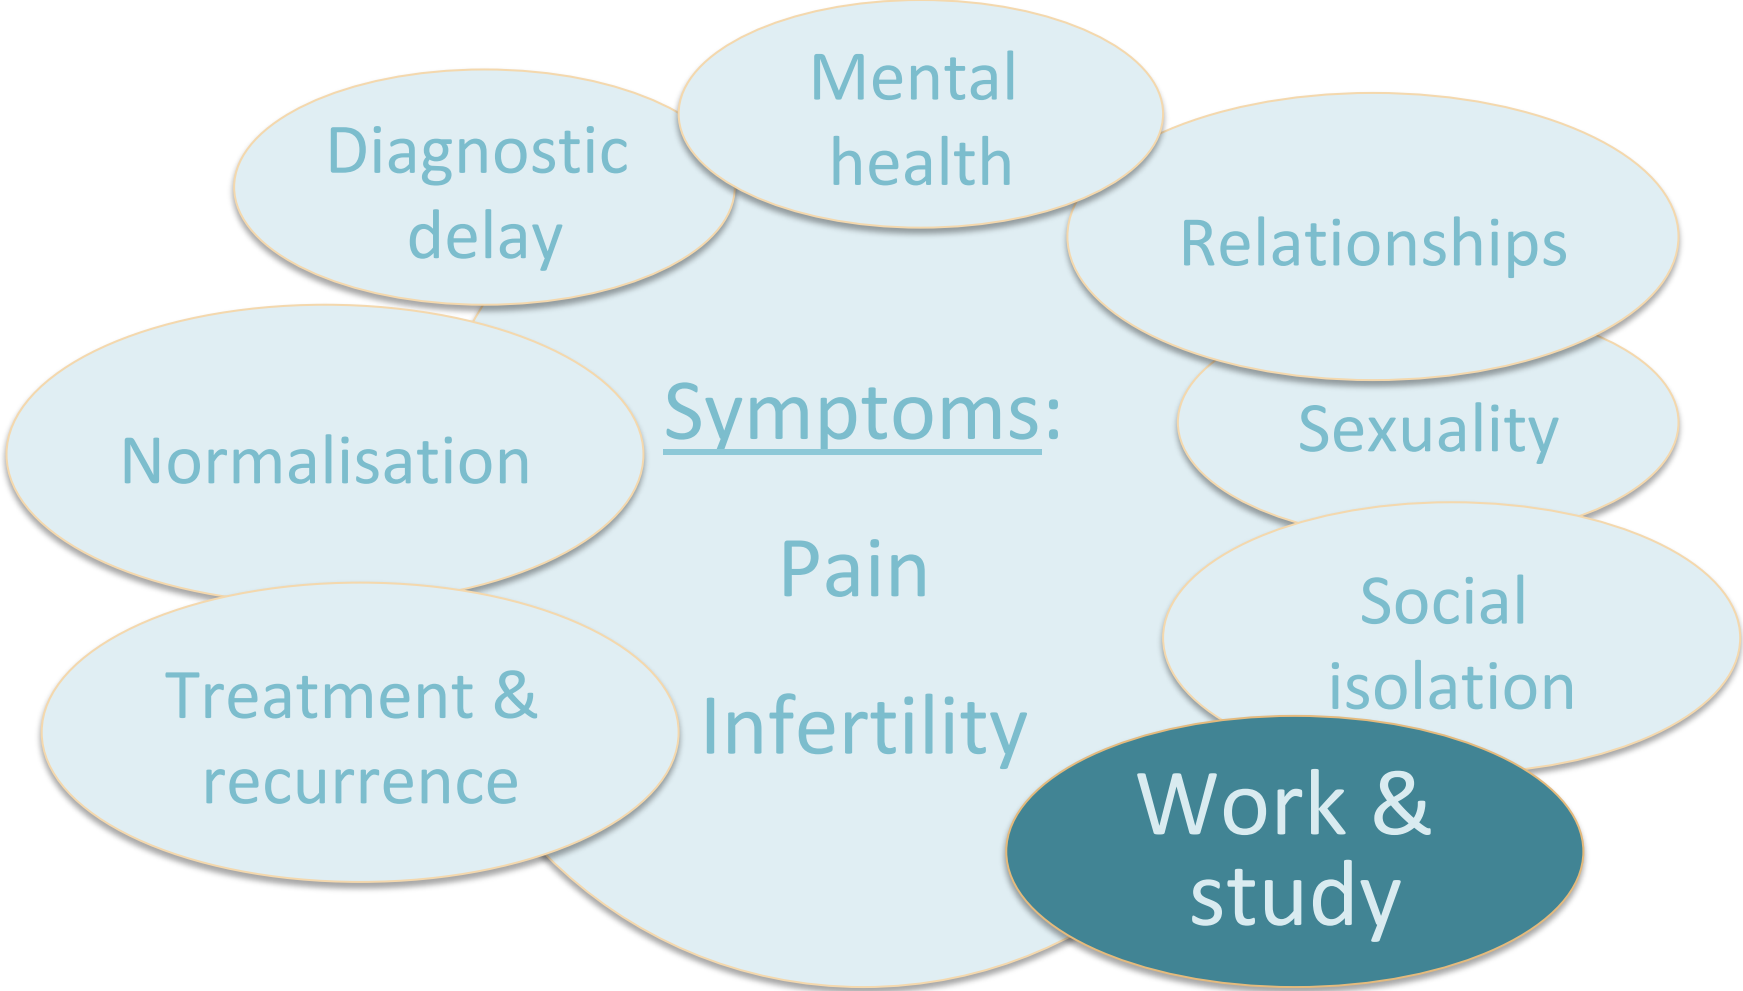 Mental
health
Diagnostic
delay
Relationships
Symptoms:
Sexuality
Normalisation
Pain
Social
isolation
Treatment &
recurrence
Infertility
Work &
study